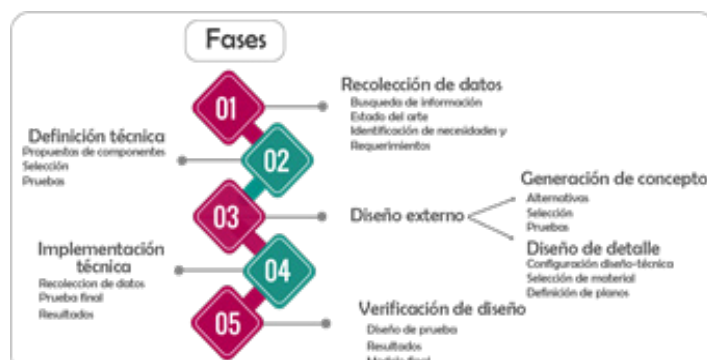 Fases
01
Recolección de datos
Busqueda de información
Estado del arte
Identificación de necesidades y
Requerimientos
Definición técnica
Propuestas de componentes
Selección
Pruebas
02
03
Diseño externo
Generación de concepto
Alternativas
Selección
Pruebas
Diseño de detalle
Configuración diseño-técnica
Selección de material
Definición de planos
Implementación
técnica
Recoleccion de datos
Prueba final
Resultados
04
05
Verificación de diseño
Diseño de prueba
Resultados
Modelo final